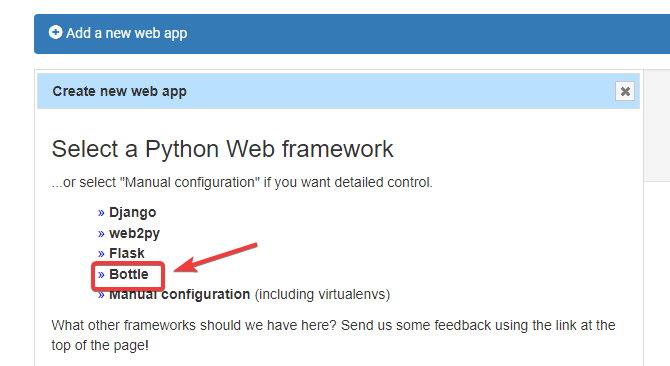 Add a new web app
Create new web app
Select a Python Web framework
...or select "Manual configuration" if you want detailed control.
» Django
» web2py
» Flask
» Bottle
» Manual configuration (including virtualenvs)
What other frameworks should we have here? Send us some feedback using the link at the
top of the page!